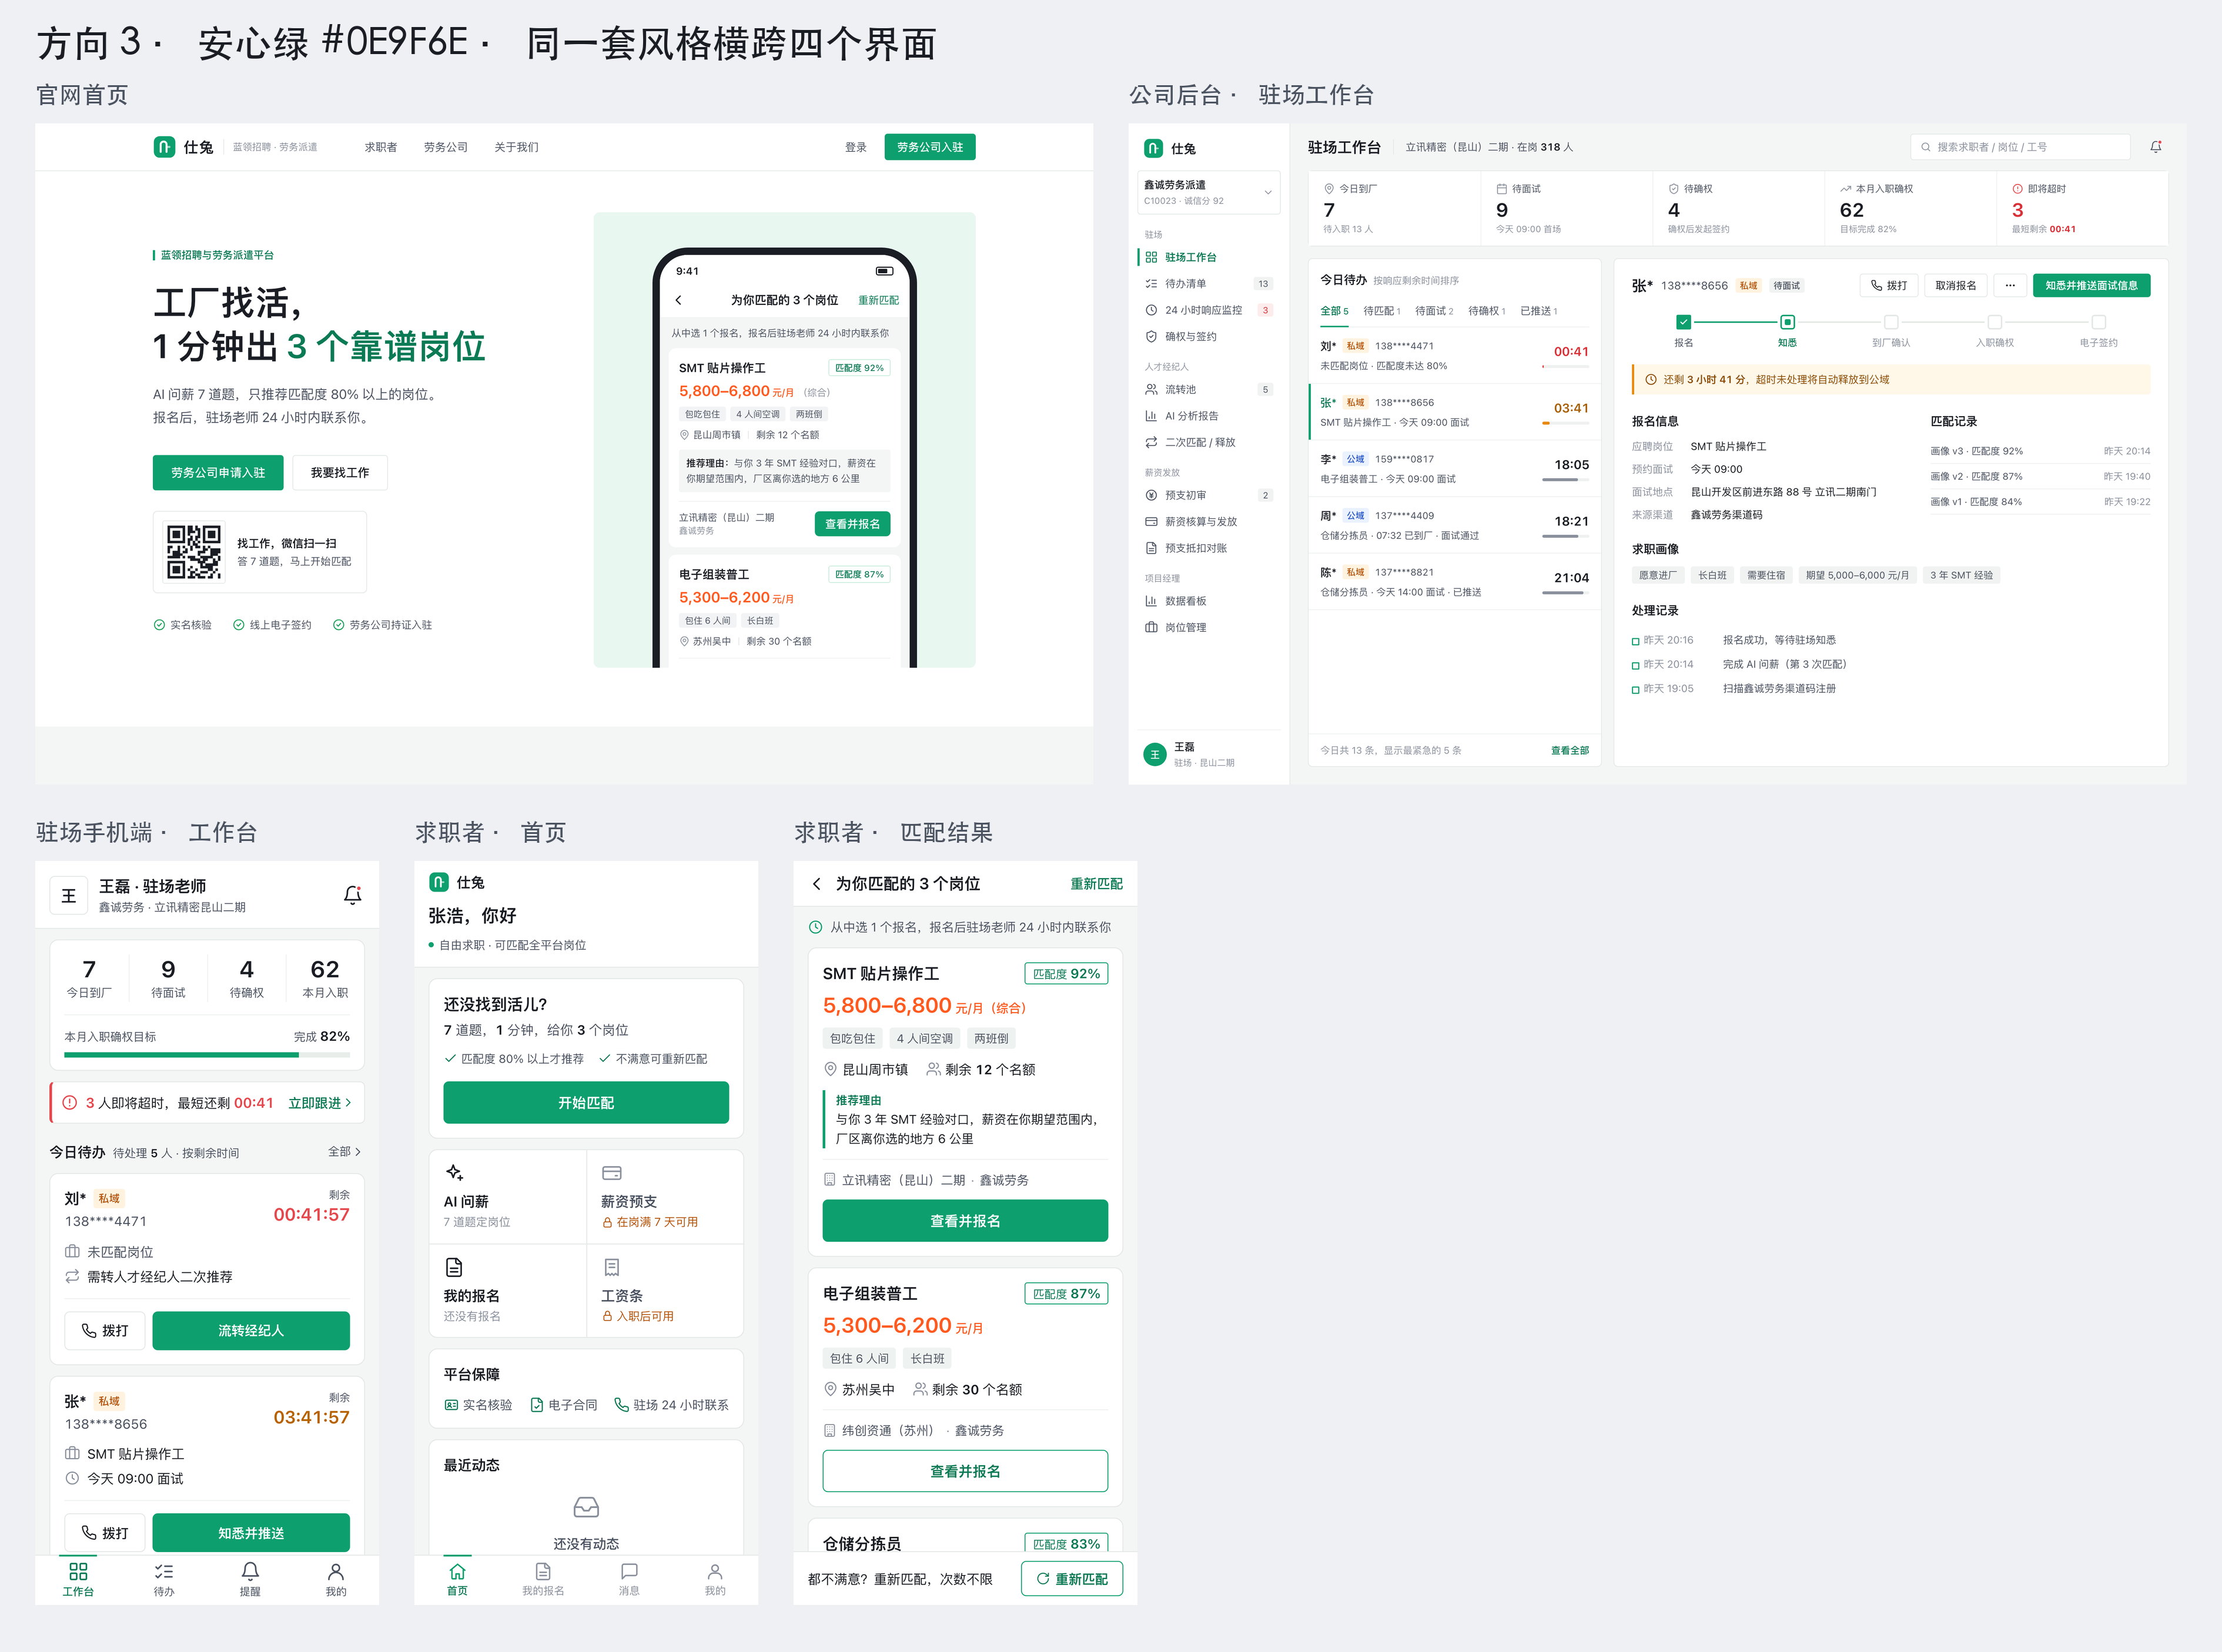 方向 3 · 安心绿 #0E9F6E · 同一套风格横跨四个界面
官网首页
仕兔 蓝领招聘 · 劳务派遣 求职者 劳务公司 关于我们 登录 劳务公司入驻
蓝领招聘与劳务派遣平台
工厂找活，
1 分钟出 3 个靠谱岗位
AI 问薪 7 道题，只推荐匹配度 80% 以上的岗位。
报名后，驻场老师 24 小时内联系你。
劳务公司申请入驻 我要找工作
找工作，微信扫一扫
答 7 道题，马上开始匹配
实名核验 线上电子签约 劳务公司持证入驻
9:41
为你匹配的 3 个岗位 重新匹配
从中选 1 个报名，报名后驻场老师 24 小时内联系你
SMT 贴片操作工 匹配度 92%
5,800–6,800 元/月 （综合）
包吃包住 4 人间空调 两班倒
昆山周市镇 剩余 12 个名额
推荐理由：与你 3 年 SMT 经验对口，薪资在
你期望范围内，厂区离你选的地方 6 公里
立讯精密（昆山）二期
鑫诚劳务
查看并报名
电子组装普工 匹配度 87%
5,300–6,200 元/月
包住 6 人间 长白班
苏州吴中 剩余 30 个名额
公司后台 · 驻场工作台
仕兔
鑫诚劳务派遣
C10023 · 诚信分 92
驻场
驻场工作台
待办清单 13
24 小时响应监控 3
确权与签约
人才经纪人
流转池 5
AI 分析报告
二次匹配 / 释放
薪资发放
预支初审 2
薪资核算与发放
预支抵扣对账
项目经理
数据看板
岗位管理
王 王磊
驻场 · 昆山二期
驻场工作台 立讯精密（昆山）二期 · 在岗 318 人 搜索求职者 / 岗位 / 工号
今日到厂 待面试 待确权 本月入职确权 即将超时
7 9 4 62 3
待入职 13 人 今天 09:00 首场 确权后发起签约 目标完成 82% 最短剩余 00:41
今日待办 按响应剩余时间排序
全部 5 待匹配 1 待面试 2 待确权 1 已推送 1
刘* 私域 138****4471 00:41
未匹配岗位 · 匹配度未达 80%
张* 私域 138****8656 03:41
SMT 贴片操作工 · 今天 09:00 面试
李* 公域 159****0817 18:05
电子组装普工 · 今天 09:00 面试
周* 公域 137****4409 18:21
仓储分拣员 · 07:32 已到厂 · 面试通过
陈* 私域 137****8821 21:04
仓储分拣员 · 今天 14:00 面试 · 已推送
今日共 13 条，显示最紧急的 5 条 查看全部
张* 138****8656 私域 待面试 拨打 取消报名 ··· 知悉并推送面试信息
报名 知悉 到厂确认 入职确权 电子签约
还剩 3 小时 41 分，超时未处理将自动释放到公域
报名信息
应聘岗位 SMT 贴片操作工
预约面试 今天 09:00
面试地点 昆山开发区前进东路 88 号 立讯二期南门
来源渠道 鑫诚劳务渠道码
匹配记录
画像 v3 · 匹配度 92% 昨天 20:14
画像 v2 · 匹配度 87% 昨天 19:40
画像 v1 · 匹配度 84% 昨天 19:22
求职画像
愿意进厂 长白班 需要住宿 期望 5,000–6,000 元/月 3 年 SMT 经验
处理记录
昨天 20:16 报名成功，等待驻场知悉
昨天 20:14 完成 AI 问薪（第 3 次匹配）
昨天 19:05 扫描鑫诚劳务渠道码注册
驻场手机端 · 工作台
王 王磊 · 驻场老师
鑫诚劳务 · 立讯精密昆山二期
7 9 4 62
今日到厂 待面试 待确权 本月入职
本月入职确权目标 完成 82%
3 人即将超时，最短还剩 00:41 立即跟进
今日待办 待处理 5 人 · 按剩余时间 全部
刘* 私域 剩余
138****4471 00:41:57
未匹配岗位
需转人才经纪人二次推荐
拨打 流转经纪人
张* 私域 剩余
138****8656 03:41:57
SMT 贴片操作工
今天 09:00 面试
拨打 知悉并推送
工作台 待办 提醒 我的
求职者 · 首页
仕兔
张浩，你好
自由求职 · 可匹配全平台岗位
还没找到活儿？
7 道题，1 分钟，给你 3 个岗位
匹配度 80% 以上才推荐 不满意可重新匹配
开始匹配
AI 问薪 薪资预支
7 道题定岗位 在岗满 7 天可用
我的报名 工资条
还没有报名 入职后可用
平台保障
实名核验 电子合同 驻场 24 小时联系
最近动态
还没有动态
首页 我的报名 消息 我的
求职者 · 匹配结果
为你匹配的 3 个岗位 重新匹配
从中选 1 个报名，报名后驻场老师 24 小时内联系你
SMT 贴片操作工 匹配度 92%
5,800–6,800 元/月（综合）
包吃包住 4 人间空调 两班倒
昆山周市镇 剩余 12 个名额
推荐理由
与你 3 年 SMT 经验对口，薪资在你期望范围内，
厂区离你选的地方 6 公里
立讯精密（昆山）二期 · 鑫诚劳务
查看并报名
电子组装普工 匹配度 87%
5,300–6,200 元/月
包住 6 人间 长白班
苏州吴中 剩余 30 个名额
纬创资通（苏州） · 鑫诚劳务
查看并报名
仓储分拣员 匹配度 83%
都不满意？重新匹配，次数不限 重新匹配